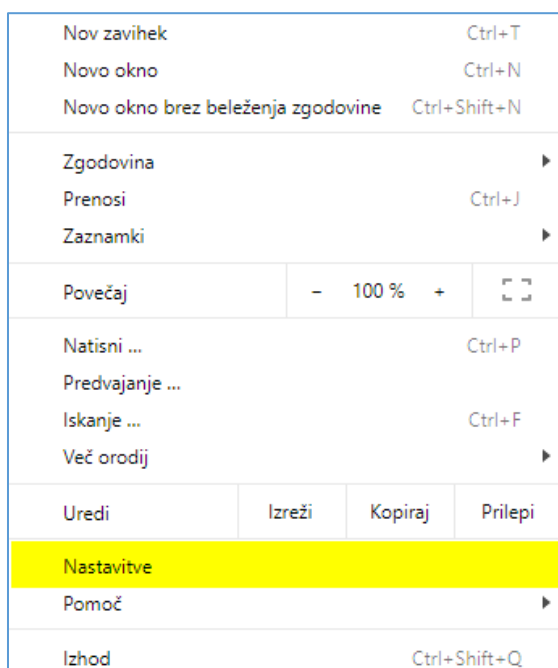 Nov zavihek Ctrl+T
Novo okno Ctrl+N
Novo okno brez beleženja zgodovine Ctrl+Shift+N
Zgodovina
Prenosi Ctrl+J
Zaznamki
Povečaj - 100 % +
Natisni ... Ctrl+P
Predvajanje ...
Iskanje ... Ctrl+F
Več orodij
Uredi Izreži Kopiraj Prilepi
Nastavitve
Pomoč
Izhod Ctrl+Shift+Q